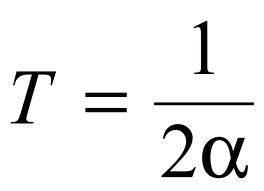 T = 1/2α